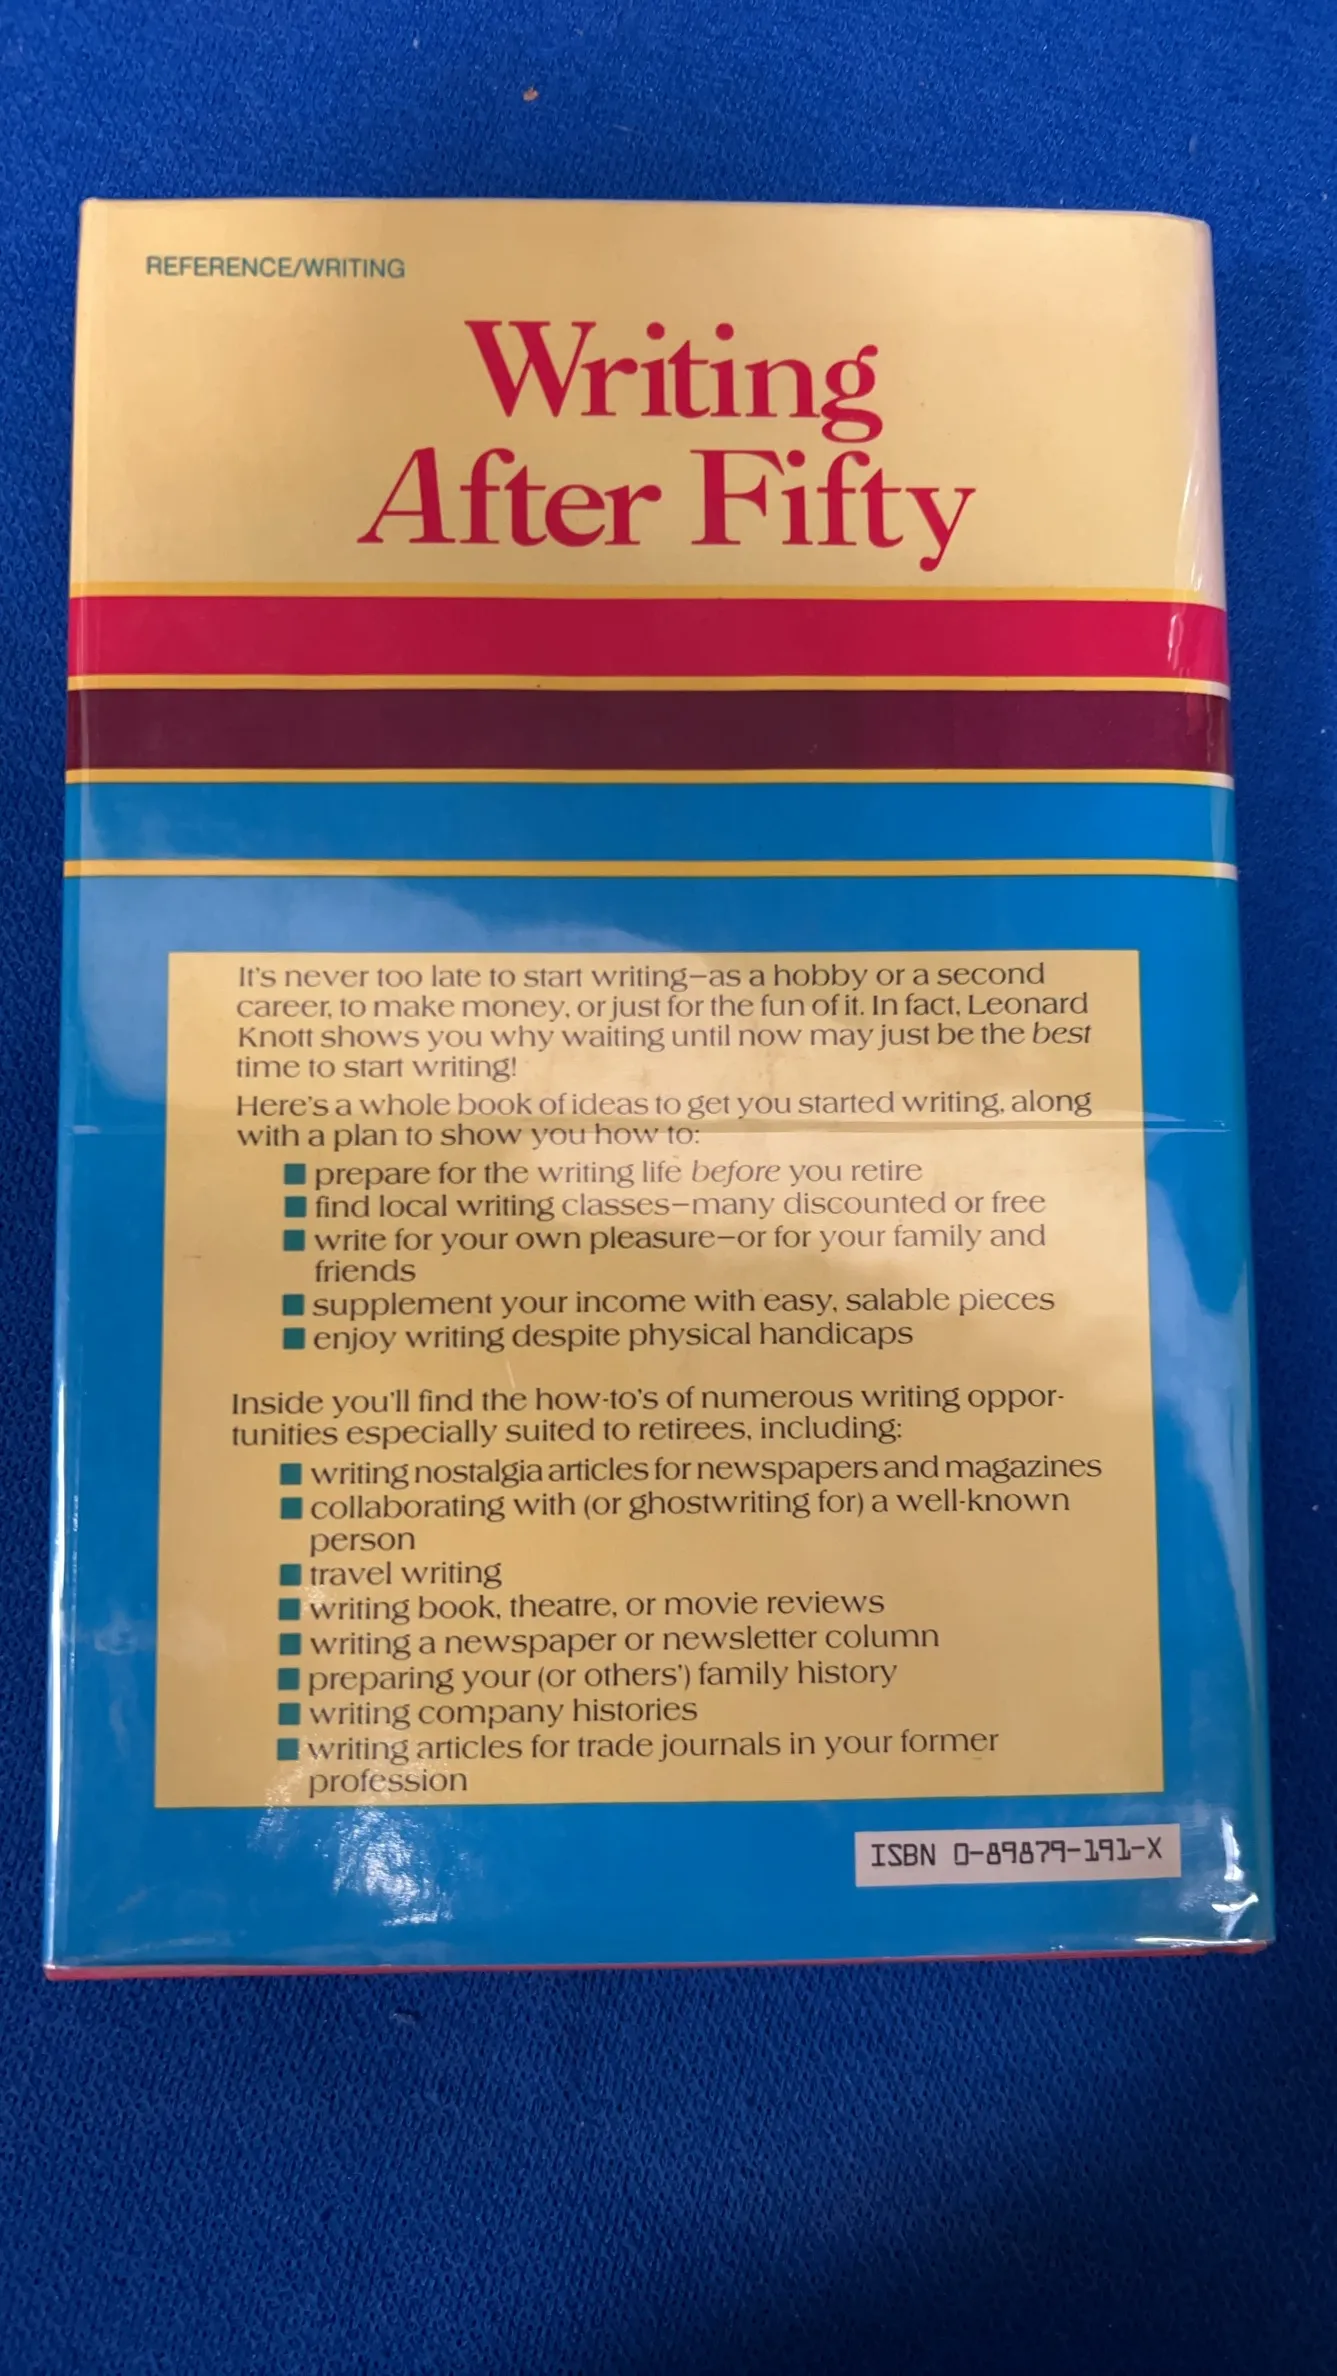 REFERENCE/WRITING
Writing
After Fifty
It's never too late to start writing—as a hobby or a second
career, to make money, or just for the fun of it. In fact, Leonard
Knott shows you why waiting until now may just be the best
time to start writing!
Here's a whole book of ideas to get you started writing, along
with a plan to show you how to:
■ prepare for the writing life before you retire
■ find local writing classes—many discounted or free
■ write for your own pleasure—or for your family and
friends
■ supplement your income with easy, salable pieces
■ enjoy writing despite physical handicaps
Inside you'll find the how-to's of numerous writing oppor-
tunities especially suited to retirees, including:
■ writing nostalgia articles for newspapers and magazines
■ collaborating with (or ghostwriting for) a well-known
person
■ travel writing
■ writing book, theatre, or movie reviews
■ writing a newspaper or newsletter column
■ preparing your (or others') family history
■ writing company histories
■ writing articles for trade journals in your former
profession
ISBN 0-89879-191-X